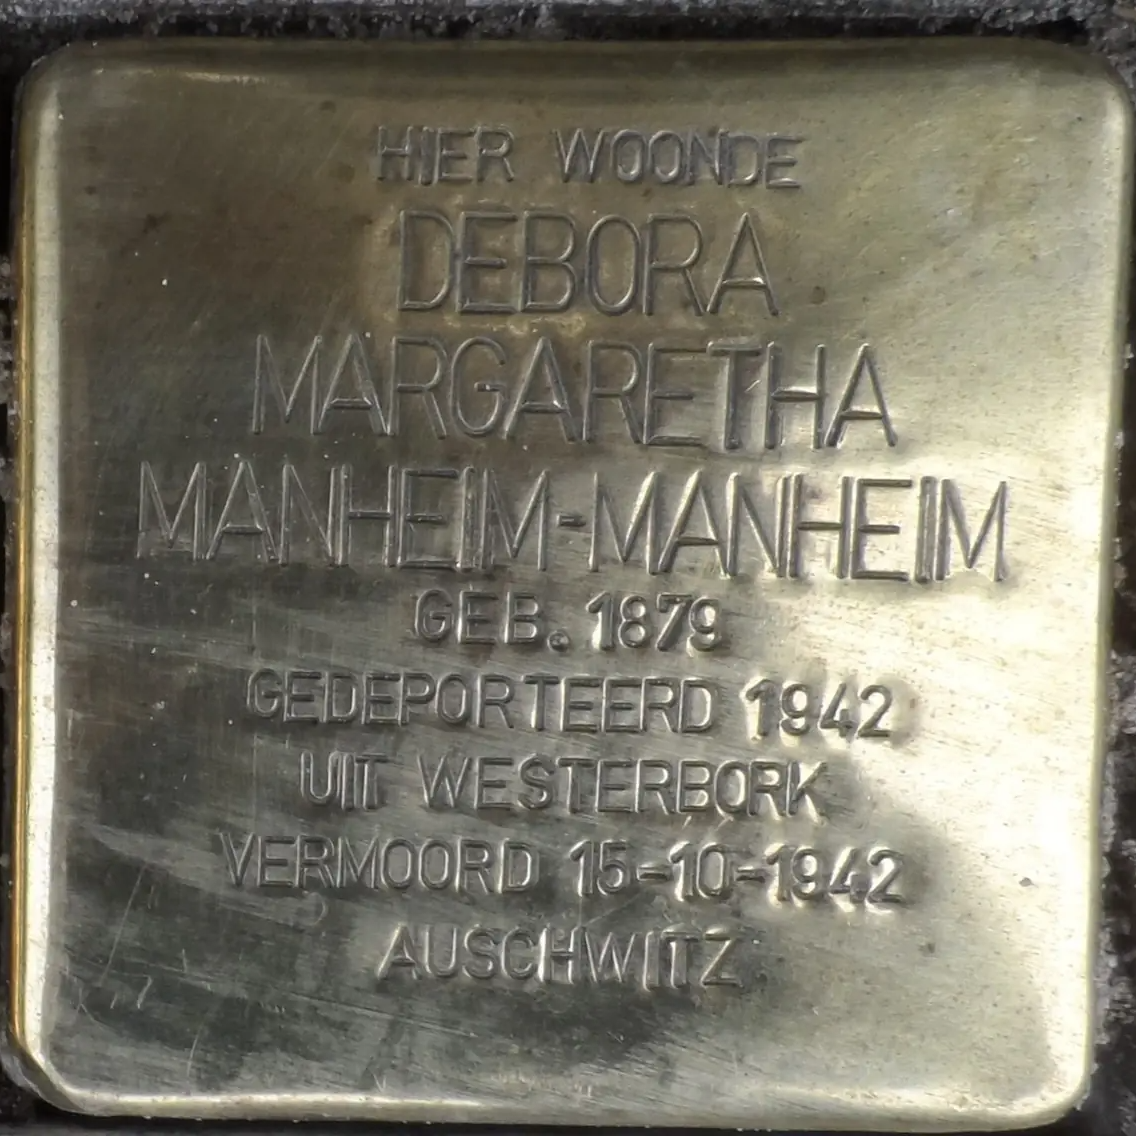 HIER WOONDE
DEBORA
MARGARETHA
MANHEIM-MANHEIM
GEB. 1879
GEDEPORTEERD 1942
UIT WESTERBORK
VERMOORD 15-10-1942
AUSCHWITZ